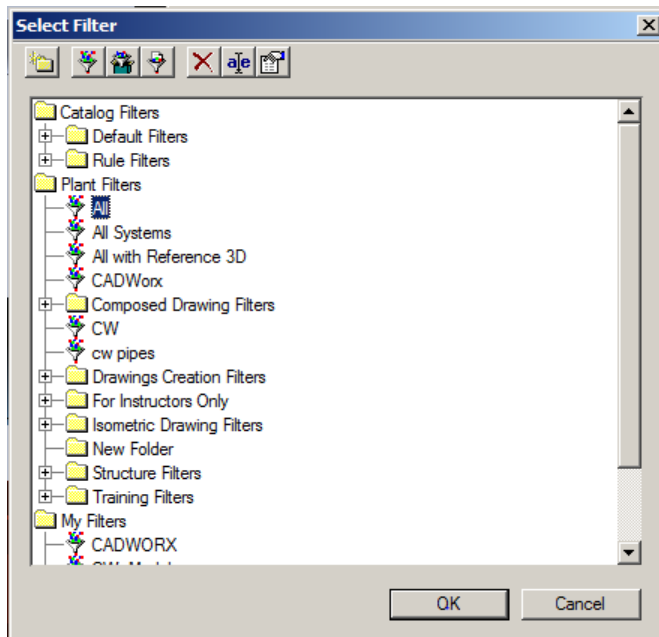 Select Filter
a|e
Catalog Filters
Default Filters
Rule Filters
Plant Filters
All
All Systems
All with Reference 3D
CADWorx
Composed Drawing Filters
CW
cw pipes
Drawings Creation Filters
For Instructors Only
Isometric Drawing Filters
New Folder
Structure Filters
Training Filters
My Filters
CADWORX
OK
Cancel